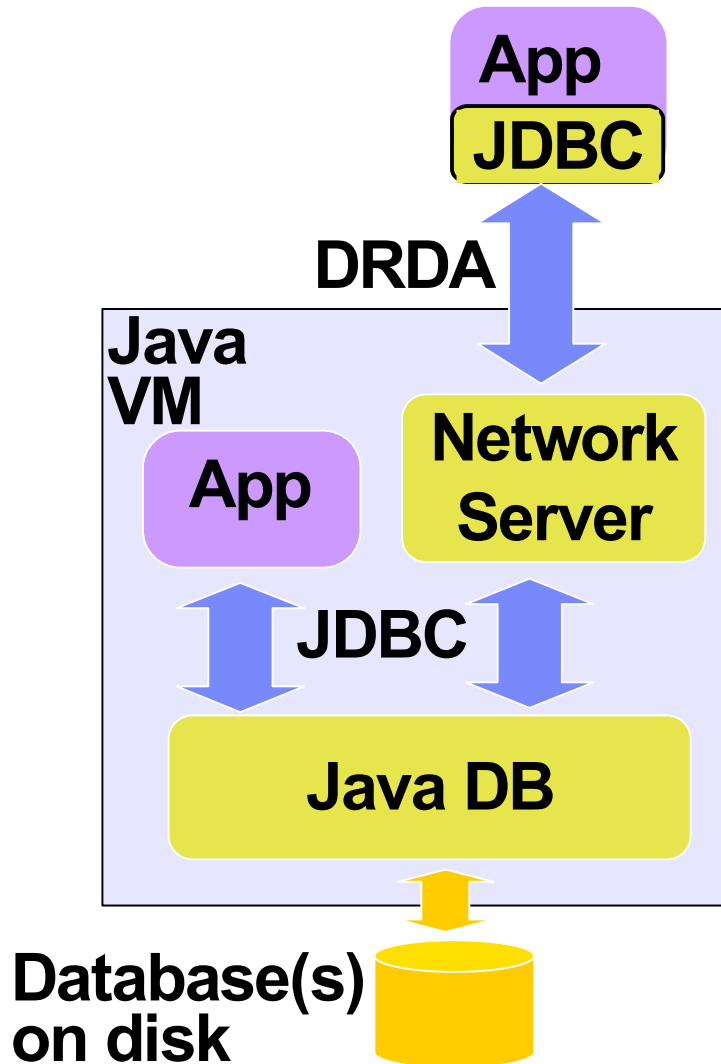 App
JDBC
DRDA
Java
VM
App
Network
Server
JDBC
Java DB
Database(s)
on disk